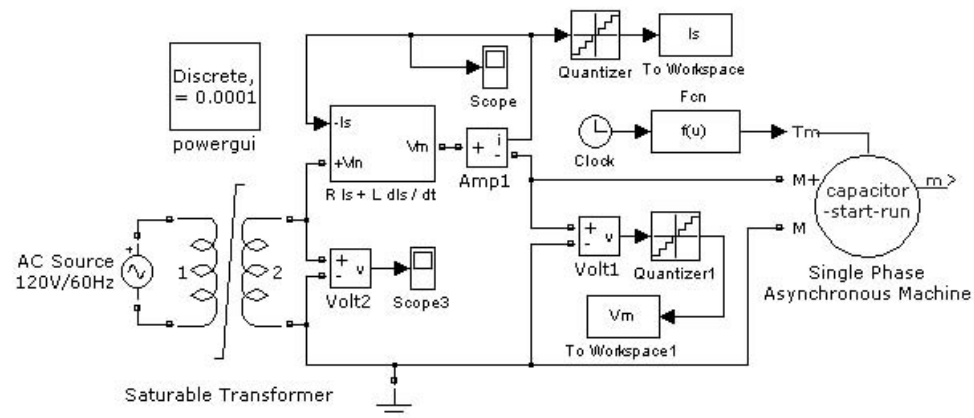 Discrete,
= 0.0001
powergui
-Is
+Vin
Vm
R Is + L dIs / dt
Scope
+
-
i
Amp1
Quantizer
Is
To Workspace
Clock
Fcn
f(u)
Tm
M+
M
capacitor
-start-run
m
Single Phase
Asynchronous Machine
AC Source
120V/60Hz
+
1
2
Saturable Transformer
+
-
v
Volt2
Scope3
+
-
v
Volt1
Quantizer1
Vm
To Workspace1